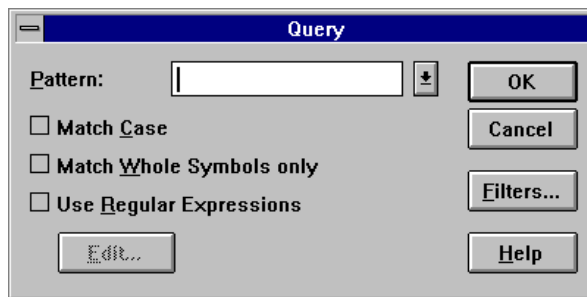 Query
Pattern:
OK
Match Case
Cancel
Match Whole Symbols only
Filters...
Use Regular Expressions
Edit...
Help